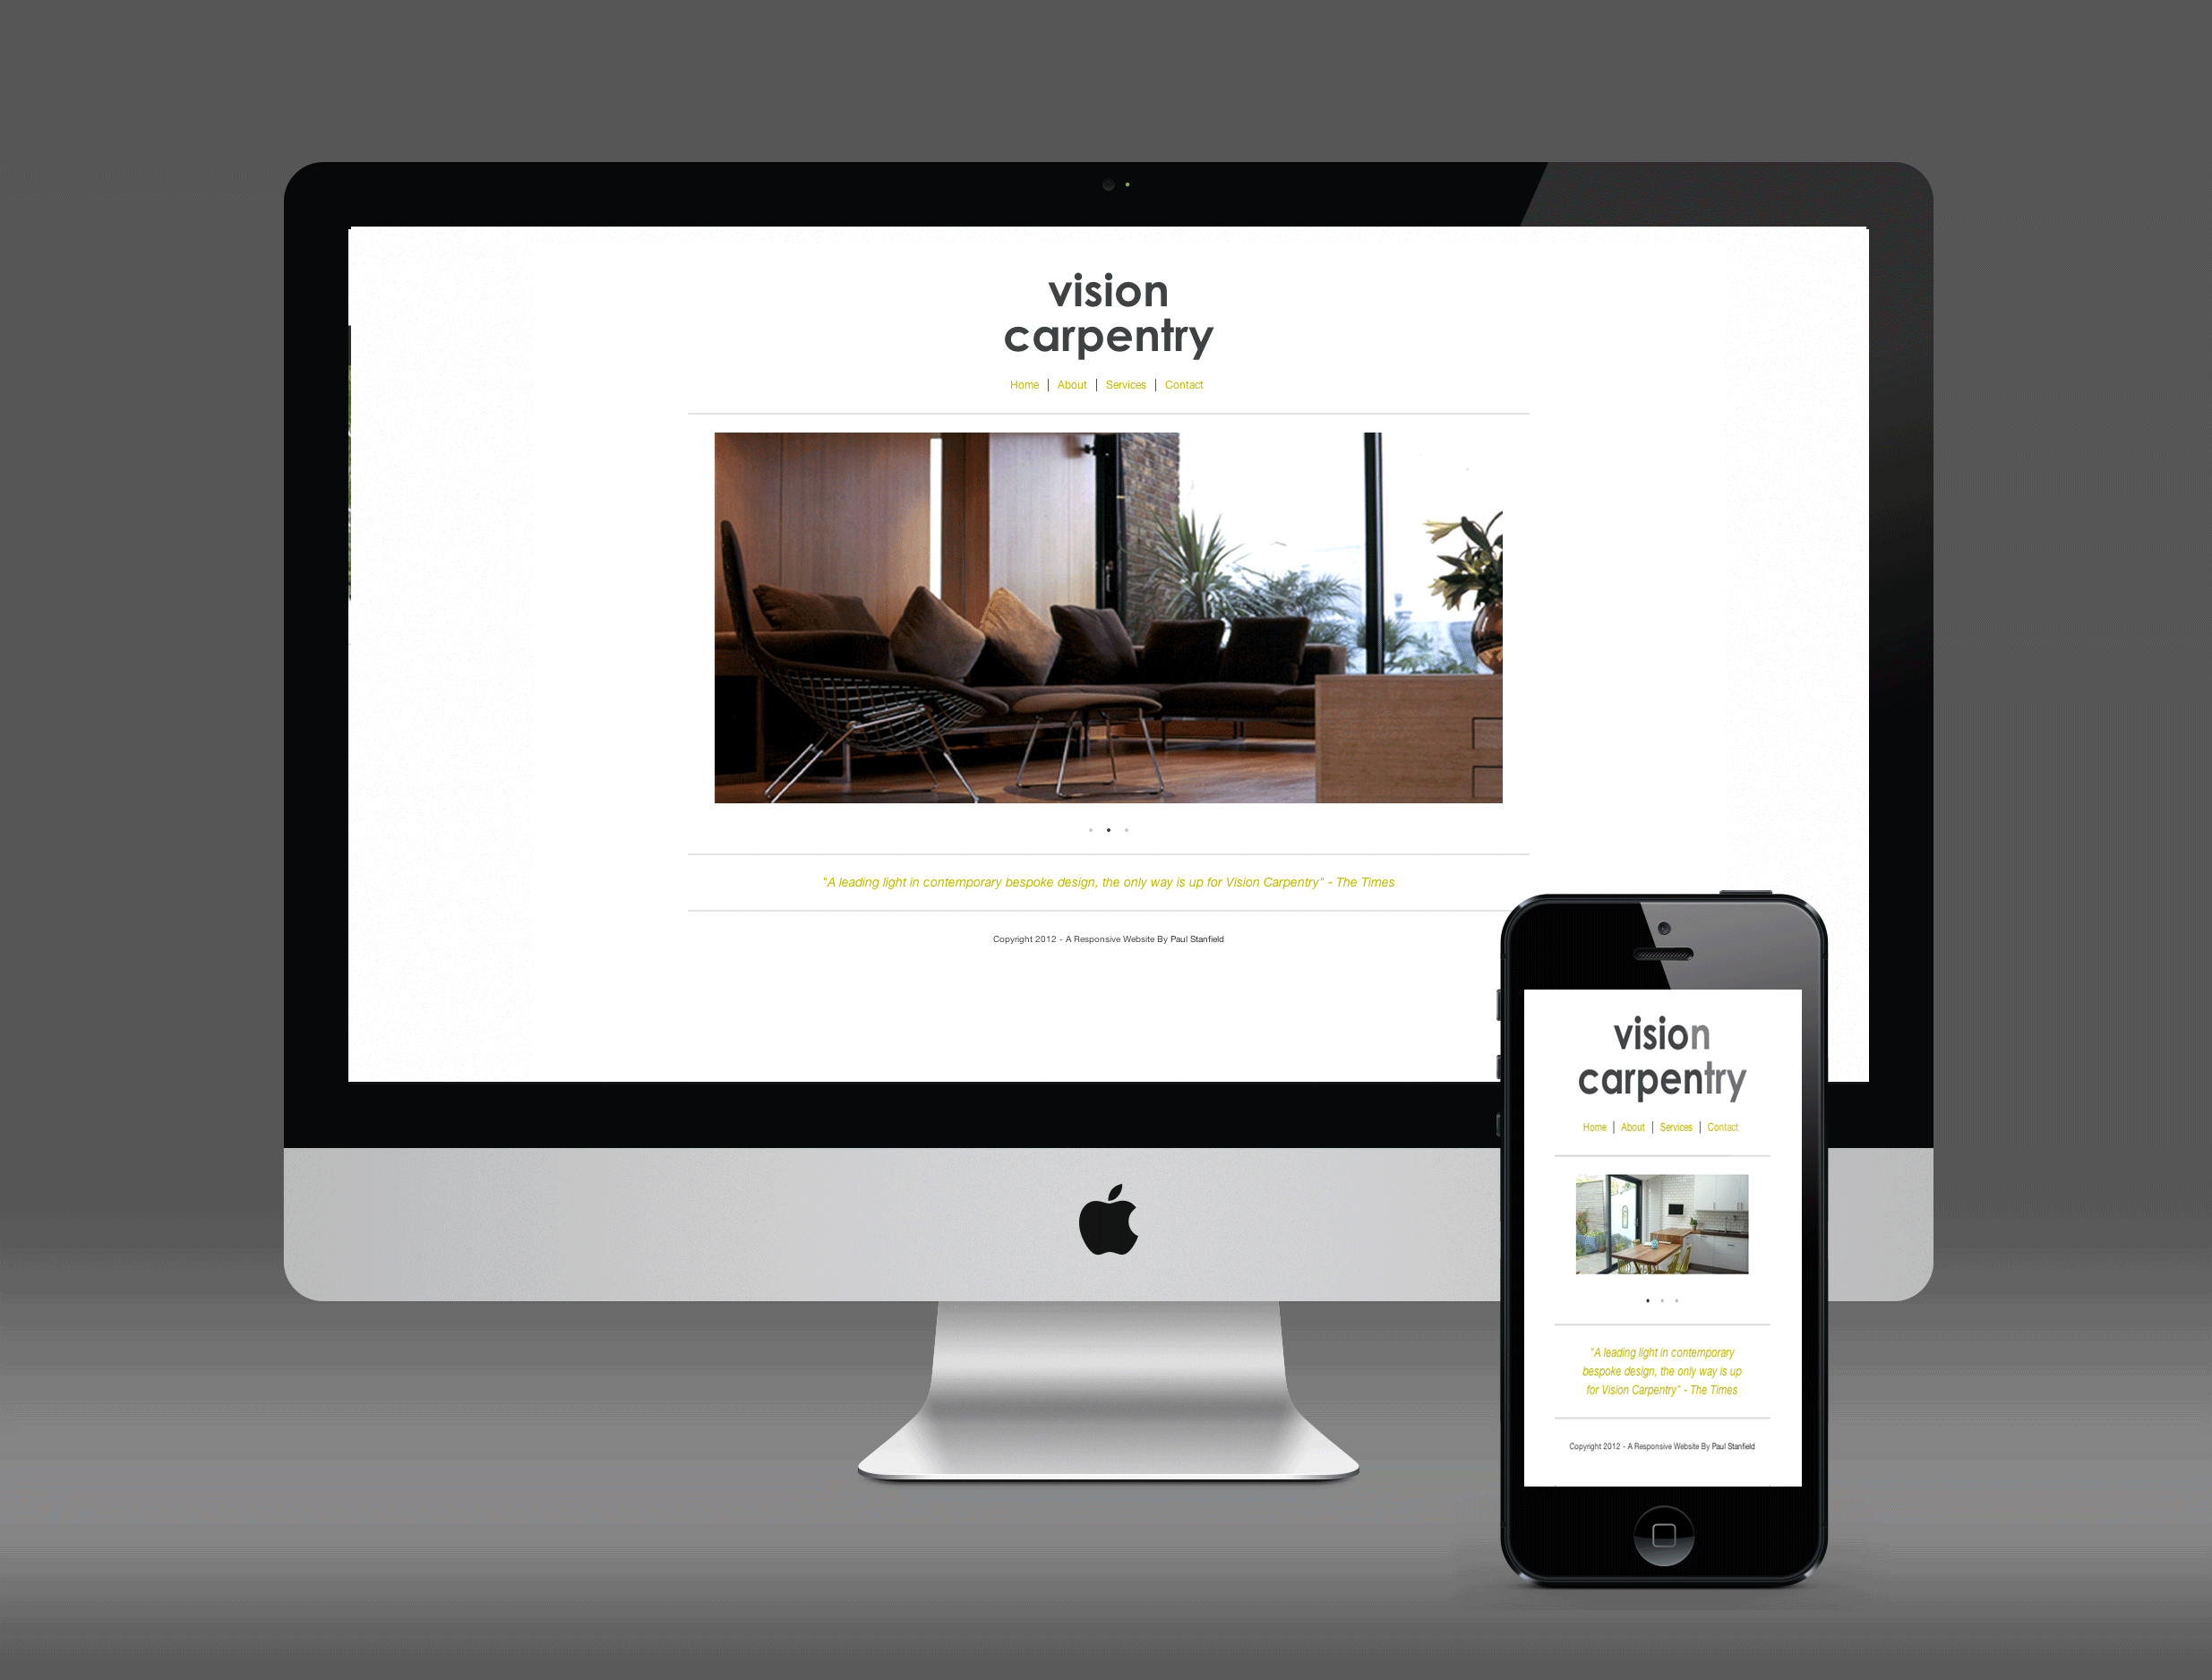 vision
carpentry
Home | About | Services | Contact
"A leading light in contemporary bespoke design, the only way is up for Vision Carpentry" - The Times
Copyright 2012 - A Responsive Website By Paul Stanfield
vision
carpentry
Home | About | Services | Contact
"A leading light in contemporary
bespoke design, the only way is up
for Vision Carpentry" - The Times
Copyright 2012 - A Responsive Website By Paul Stanfield